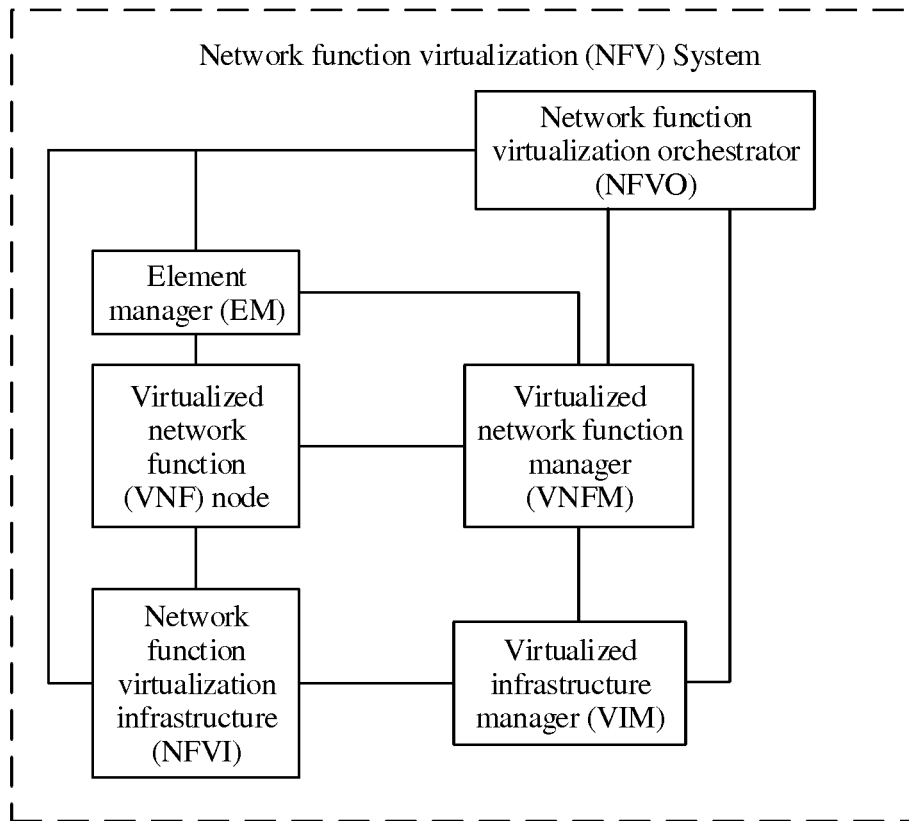 Network function virtualization (NFV) System
Network function
virtualization orchestrator
(NFVO)
Element
manager (EM)
Virtualized
network
function
(VNF) node
Virtualized
network function
manager
(VNFM)
Network
function
virtualization
infrastructure
(NFVI)
Virtualized
infrastructure
manager (VIM)